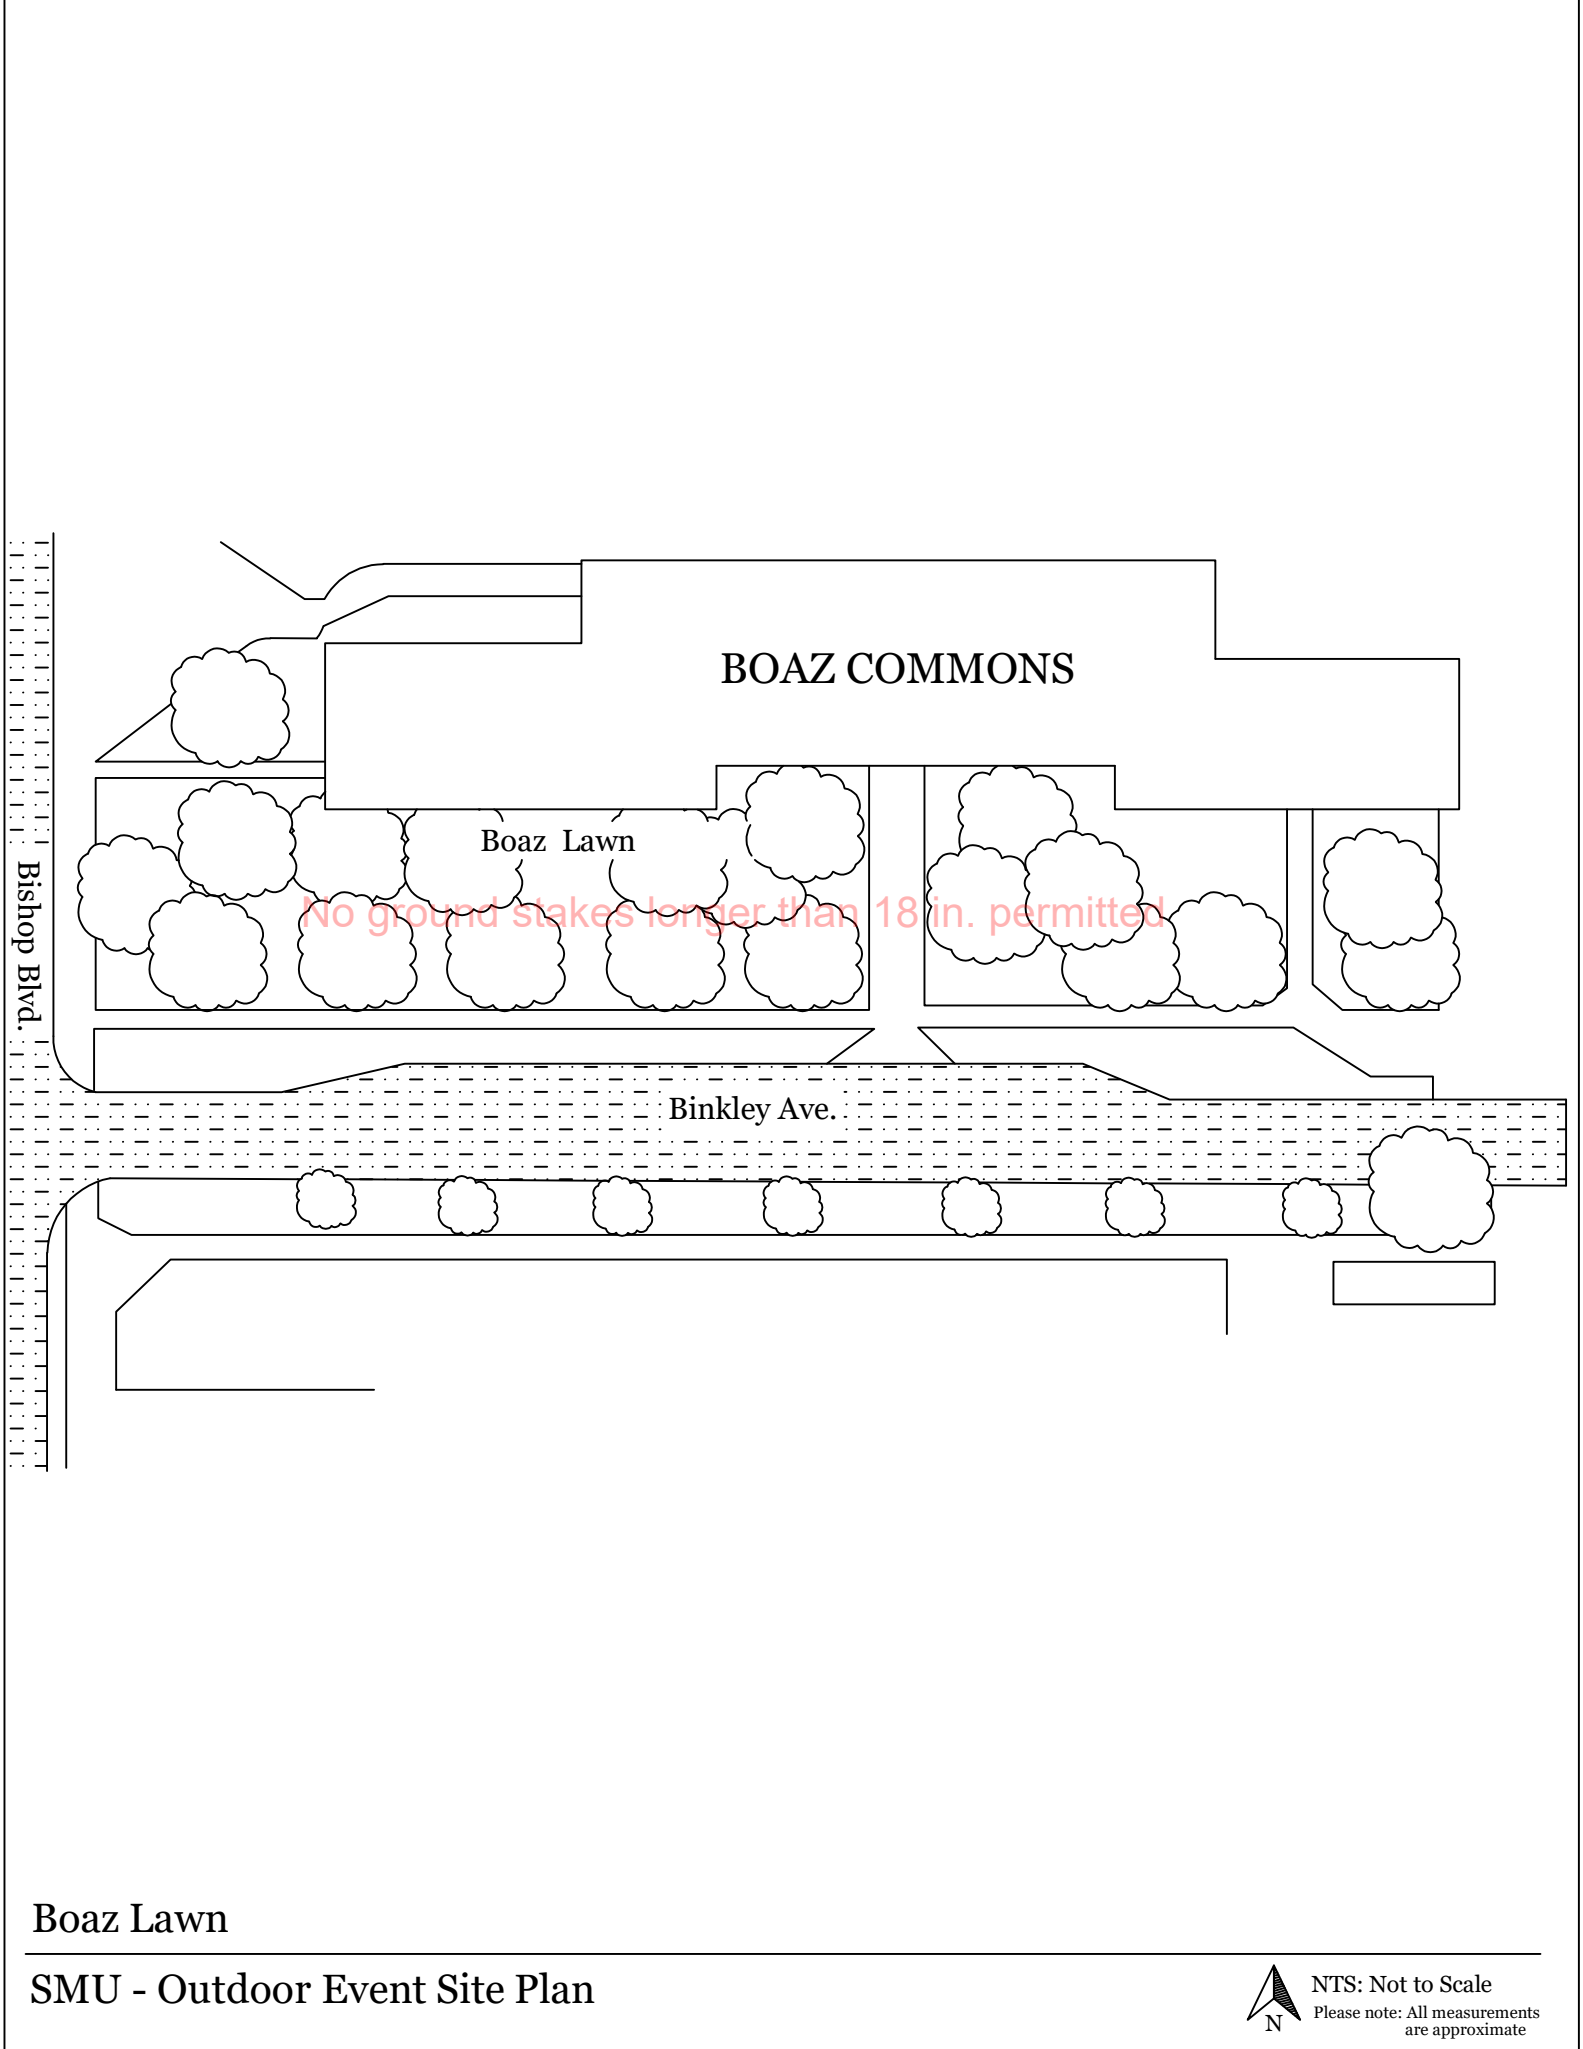 BOAZ COMMONS
Boaz Lawn
No ground stakes longer than 18 in. permitted
Bishop Blvd.
Binkley Ave.
Boaz Lawn
SMU - Outdoor Event Site Plan
N
NTS: Not to Scale
Please note: All measurements
are approximate